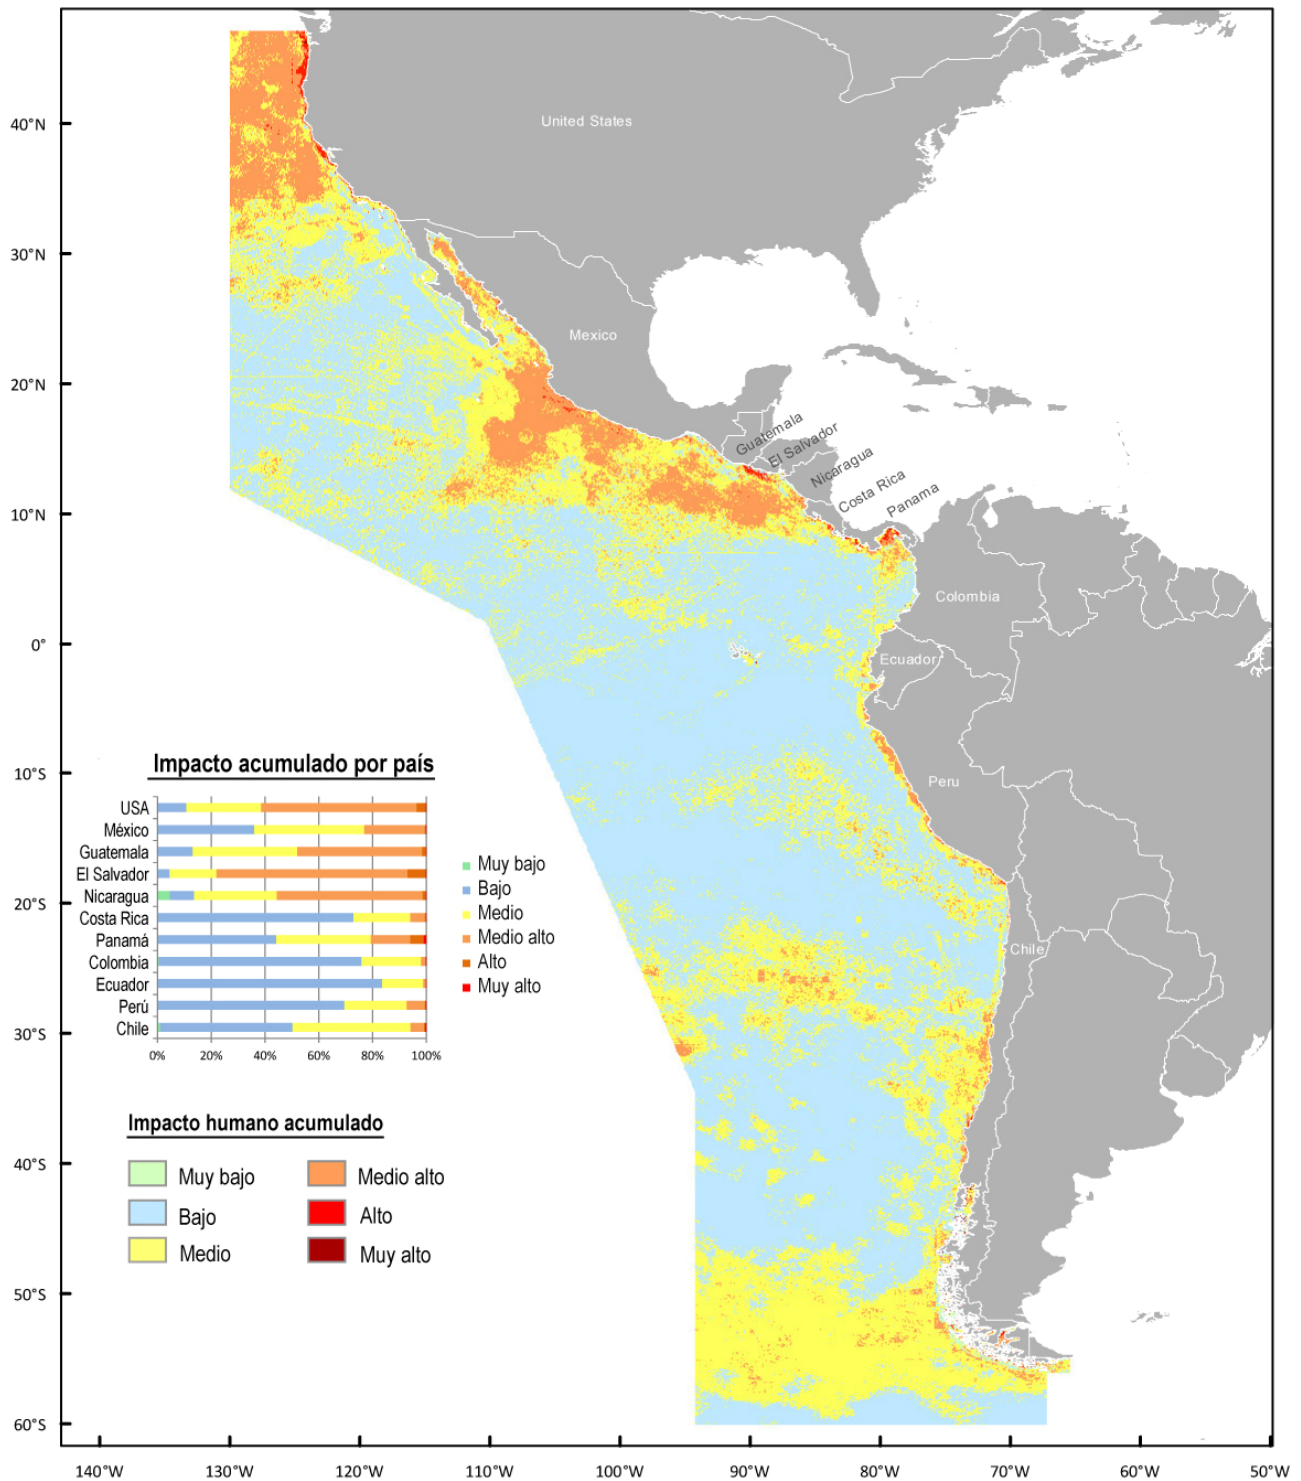 40°N
30°N
20°N
10°N
0°
10°S
20°S
30°S
40°S
50°S
60°S
United States
Mexico
Guatemala
El Salvador
Nicaragua
Costa Rica
Panama
Colombia
Ecuador
Peru
Chile
Impacto acumulado por país
USA
México
Guatemala
El Salvador
Nicaragua
Costa Rica
Panamá
Colombia
Ecuador
Perú
Chile
0% 20% 40% 60% 80% 100%
Muy bajo
Bajo
Medio
Medio alto
Alto
Muy alto
Impacto humano acumulado
Muy bajo Medio alto
Bajo Alto
Medio Muy alto
140°W 130°W 120°W 110°W 100°W 90°W 80°W 70°W 60°W 50°W